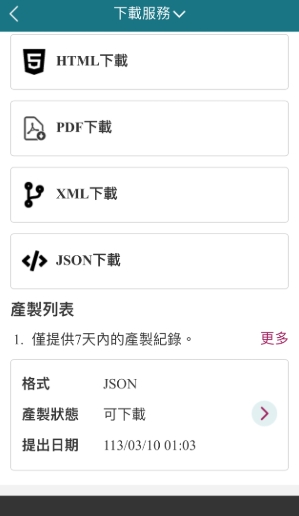 下載服務
HTML下載
PDF下載
XML下載
JSON下載
產製列表
1. 僅提供7天內的產製紀錄。 更多
格式 JSON
產製狀態 可下載
提出日期 113/03/10 01:03